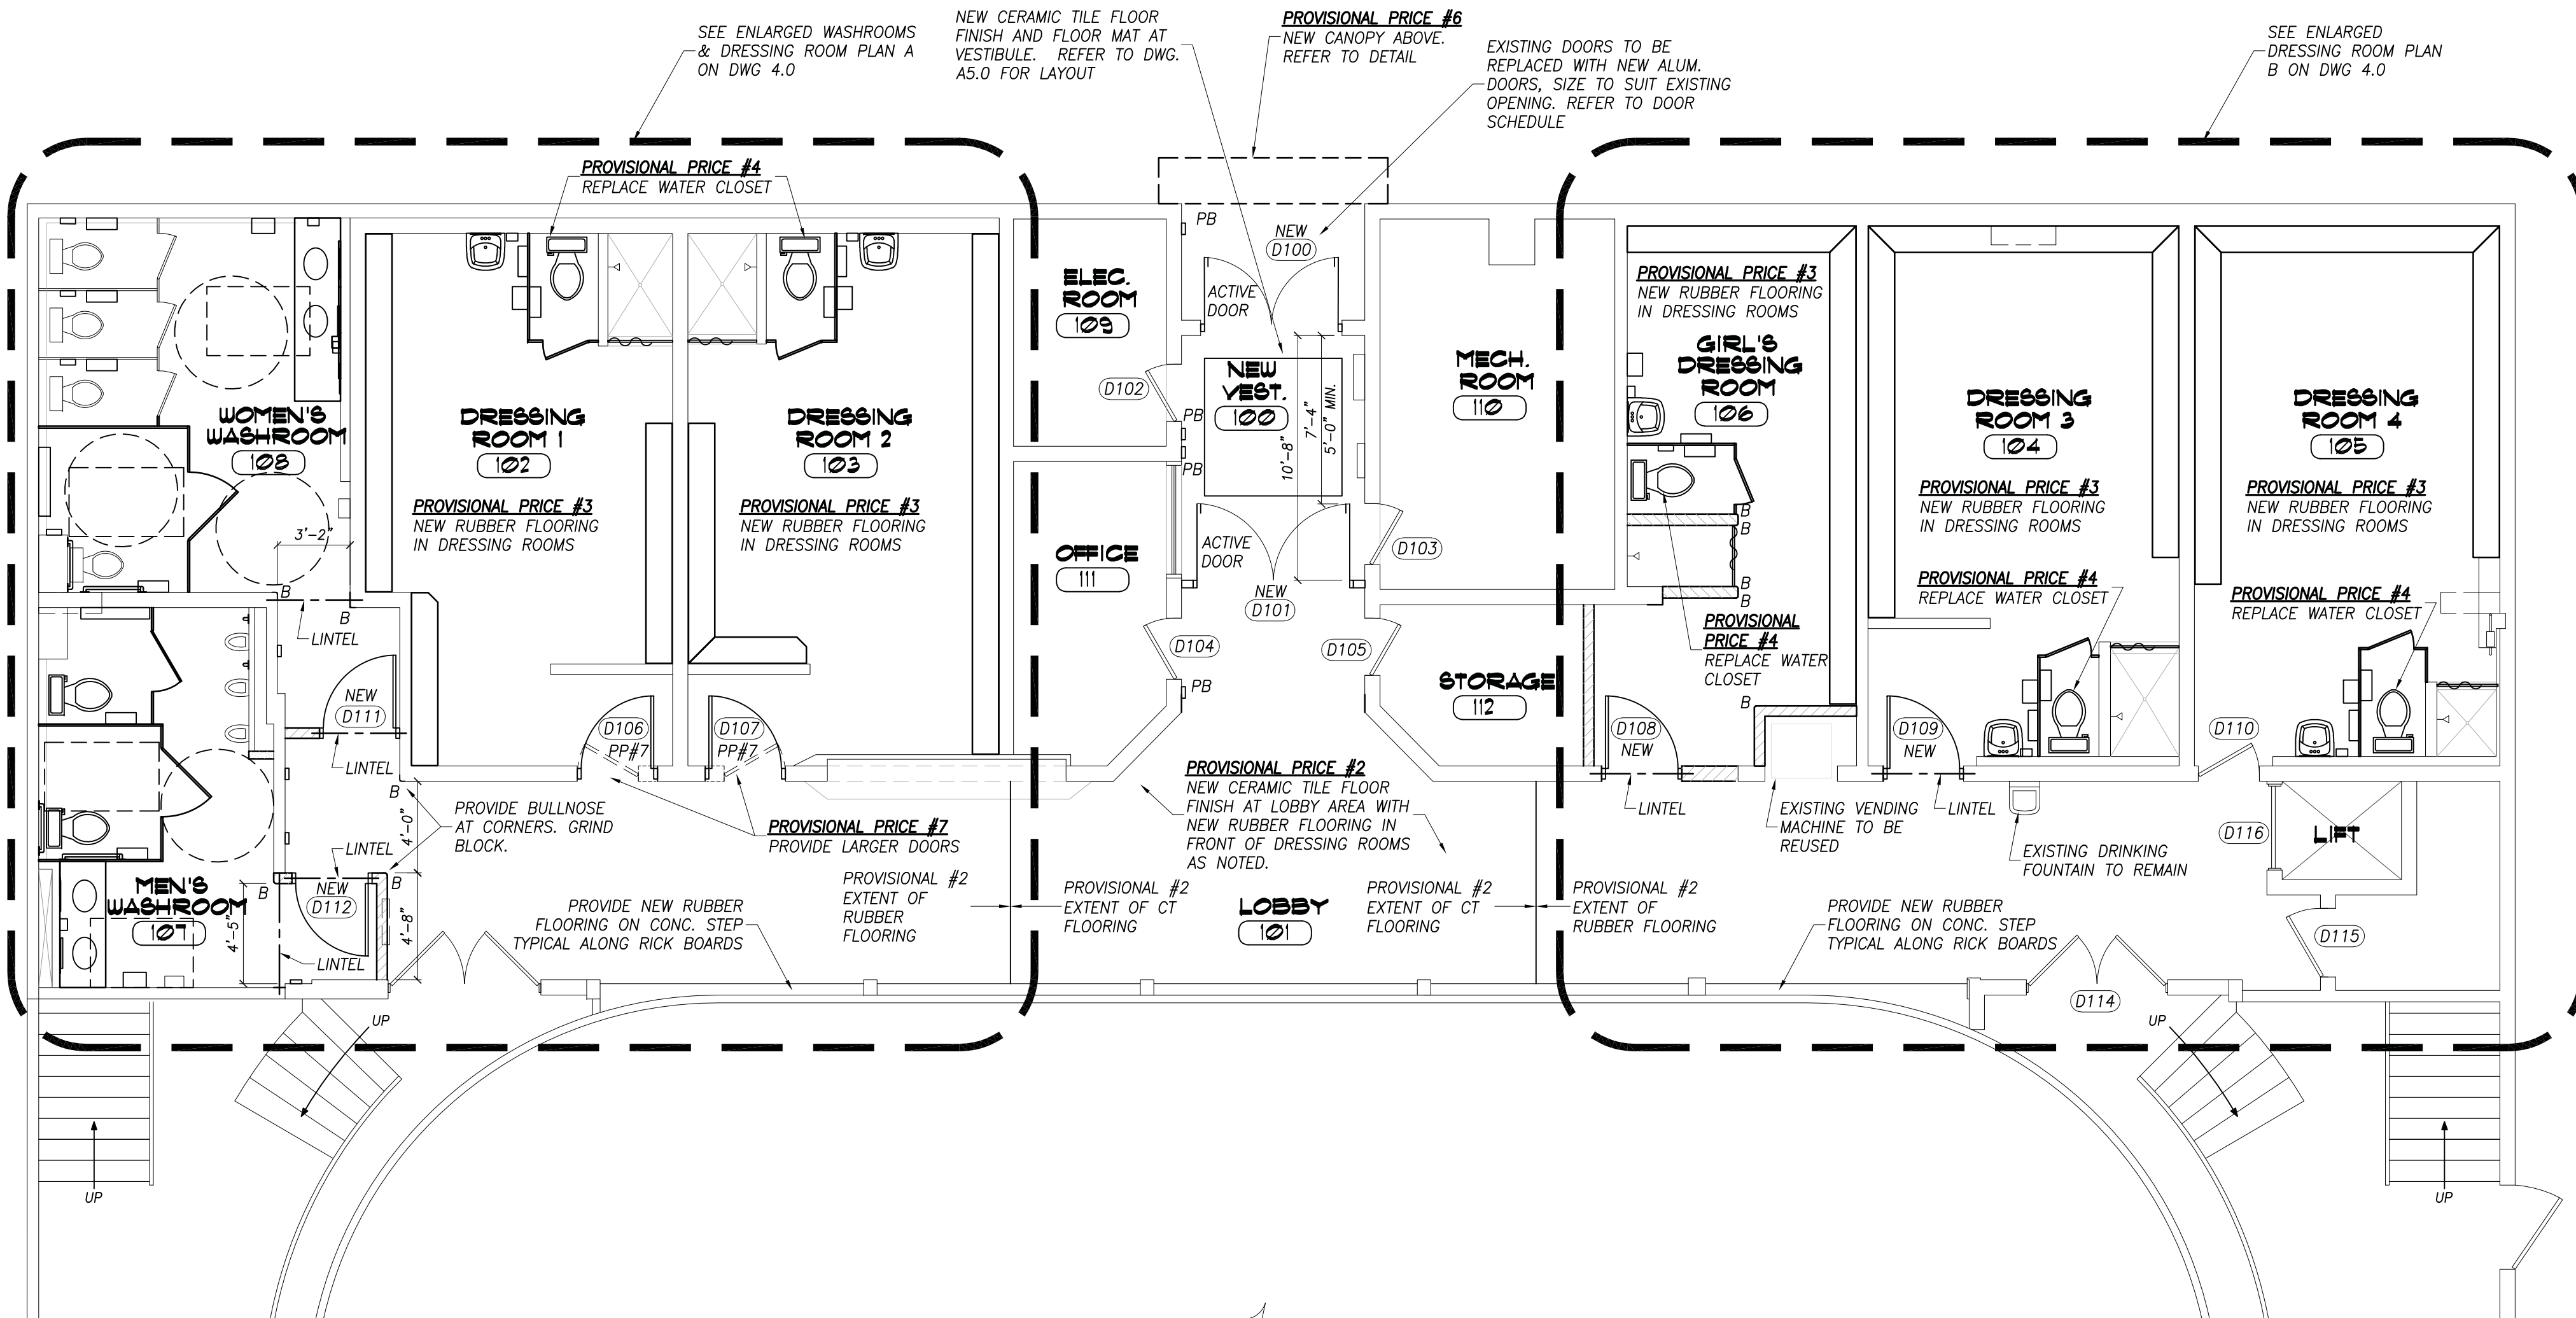 SEE ENLARGED WASHROOMS
& DRESSING ROOM PLAN A
ON DWG 4.0
NEW CERAMIC TILE FLOOR
FINISH AND FLOOR MAT AT
VESTIBULE. REFER TO DWG.
A5.0 FOR LAYOUT
PROVISIONAL PRICE #6
NEW CANOPY ABOVE.
REFER TO DETAIL
EXISTING DOORS TO BE
REPLACED WITH NEW ALUM.
DOORS, SIZE TO SUIT EXISTING
OPENING. REFER TO DOOR
SCHEDULE
SEE ENLARGED
DRESSING ROOM PLAN
B ON DWG 4.0
PROVISIONAL PRICE #4
REPLACE WATER CLOSET
WOMEN'S
WASHROOM
108
3'-2"
B
B
LINTEL
DRESSING
ROOM 1
102
PROVISIONAL PRICE #3
NEW RUBBER FLOORING
IN DRESSING ROOMS
DRESSING
ROOM 2
103
PROVISIONAL PRICE #3
NEW RUBBER FLOORING
IN DRESSING ROOMS
ELEC.
ROOM
109
D102
PB
NEW
D100
ACTIVE
DOOR
NEW
VEST.
100
PB
PB
10'-8"
7'-4"
5'-0" MIN.
ACTIVE
DOOR
NEW
D101
MECH.
ROOM
110
D103
OFFICE
111
D104
PB
D105
STORAGE
112
PROVISIONAL PRICE #3
NEW RUBBER FLOORING
IN DRESSING ROOMS
GIRL'S
DRESSING
ROOM
106
B
B
B
B
PROVISIONAL
PRICE #4
REPLACE WATER
CLOSET
B
DRESSING
ROOM 3
104
PROVISIONAL PRICE #3
NEW RUBBER FLOORING
IN DRESSING ROOMS
PROVISIONAL PRICE #4
REPLACE WATER CLOSET
DRESSING
ROOM 4
105
PROVISIONAL PRICE #3
NEW RUBBER FLOORING
IN DRESSING ROOMS
PROVISIONAL PRICE #4
REPLACE WATER CLOSET
NEW
D111
LINTEL
D106
PP#7
D107
PP#7
D108
NEW
LINTEL
D109
NEW
LINTEL
D110
B
4'-0"
PROVIDE BULLNOSE
AT CORNERS. GRIND
BLOCK.
PROVISIONAL PRICE #7
PROVIDE LARGER DOORS
PROVISIONAL PRICE #2
NEW CERAMIC TILE FLOOR
FINISH AT LOBBY AREA WITH
NEW RUBBER FLOORING IN
FRONT OF DRESSING ROOMS
AS NOTED.
EXISTING VENDING
MACHINE TO BE
REUSED
EXISTING DRINKING
FOUNTAIN TO REMAIN
D116
LIFT
LINTEL
MEN'S
WASHROOM
107
B
NEW
D112
B
4'-5"
4'-8"
LINTEL
PROVIDE NEW RUBBER
FLOORING ON CONC. STEP
TYPICAL ALONG RICK BOARDS
PROVISIONAL #2
EXTENT OF
RUBBER
FLOORING
PROVISIONAL #2
EXTENT OF CT
FLOORING
LOBBY
101
PROVISIONAL #2
EXTENT OF CT
FLOORING
PROVISIONAL #2
EXTENT OF
RUBBER FLOORING
PROVIDE NEW RUBBER
FLOORING ON CONC. STEP
TYPICAL ALONG RICK BOARDS
D115
D114
UP
UP
UP
UP